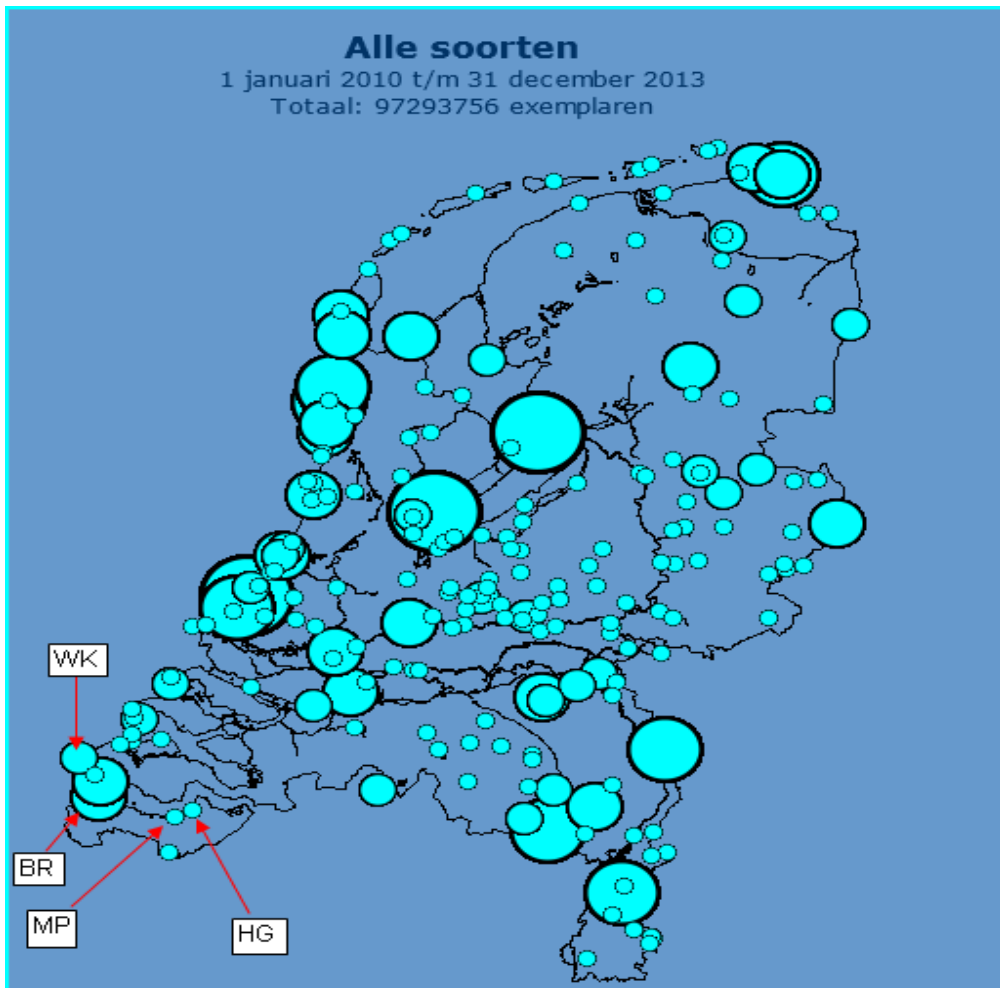 Alle soorten
1 januari 2010 t/m 31 december 2013
Totaal: 97293756 exemplaren
WK
BR
MP
HG